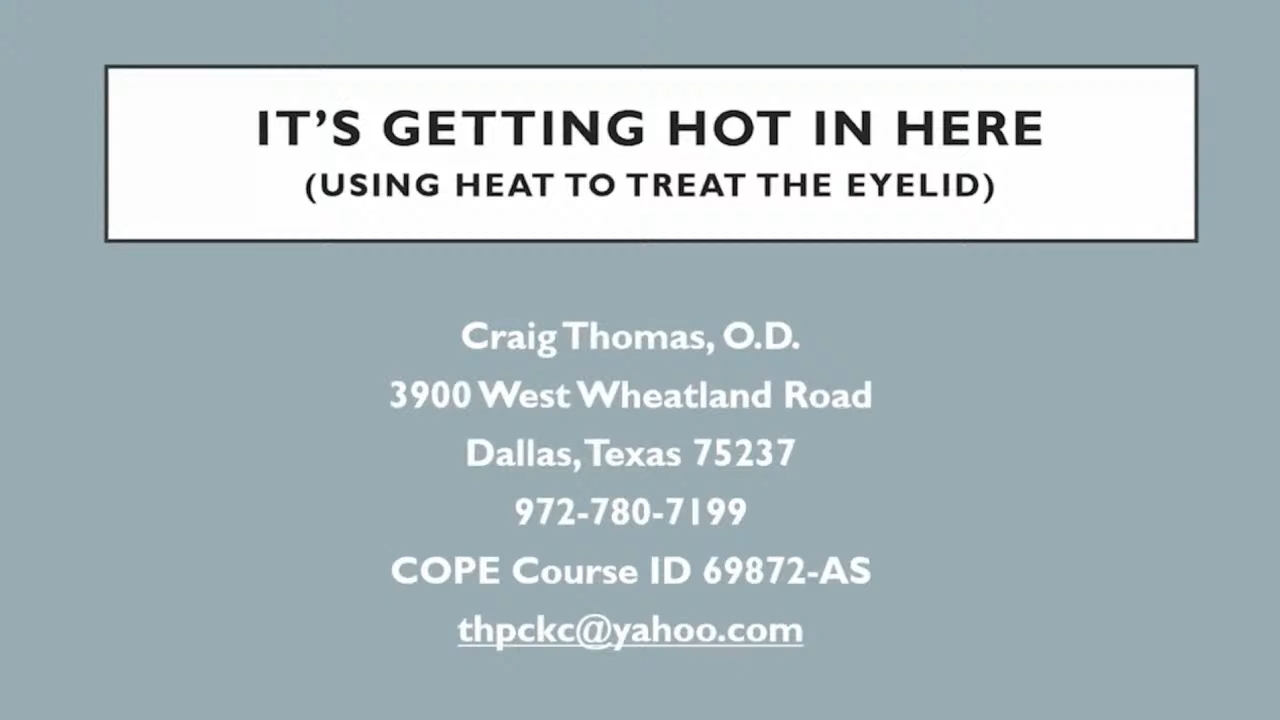 IT’S GETTING HOT IN HERE
(USING HEAT TO TREAT THE EYELID)
Craig Thomas, O.D.
3900 West Wheatland Road
Dallas, Texas 75237
972-780-7199
COPE Course ID 69872-AS
thpckc@yahoo.com